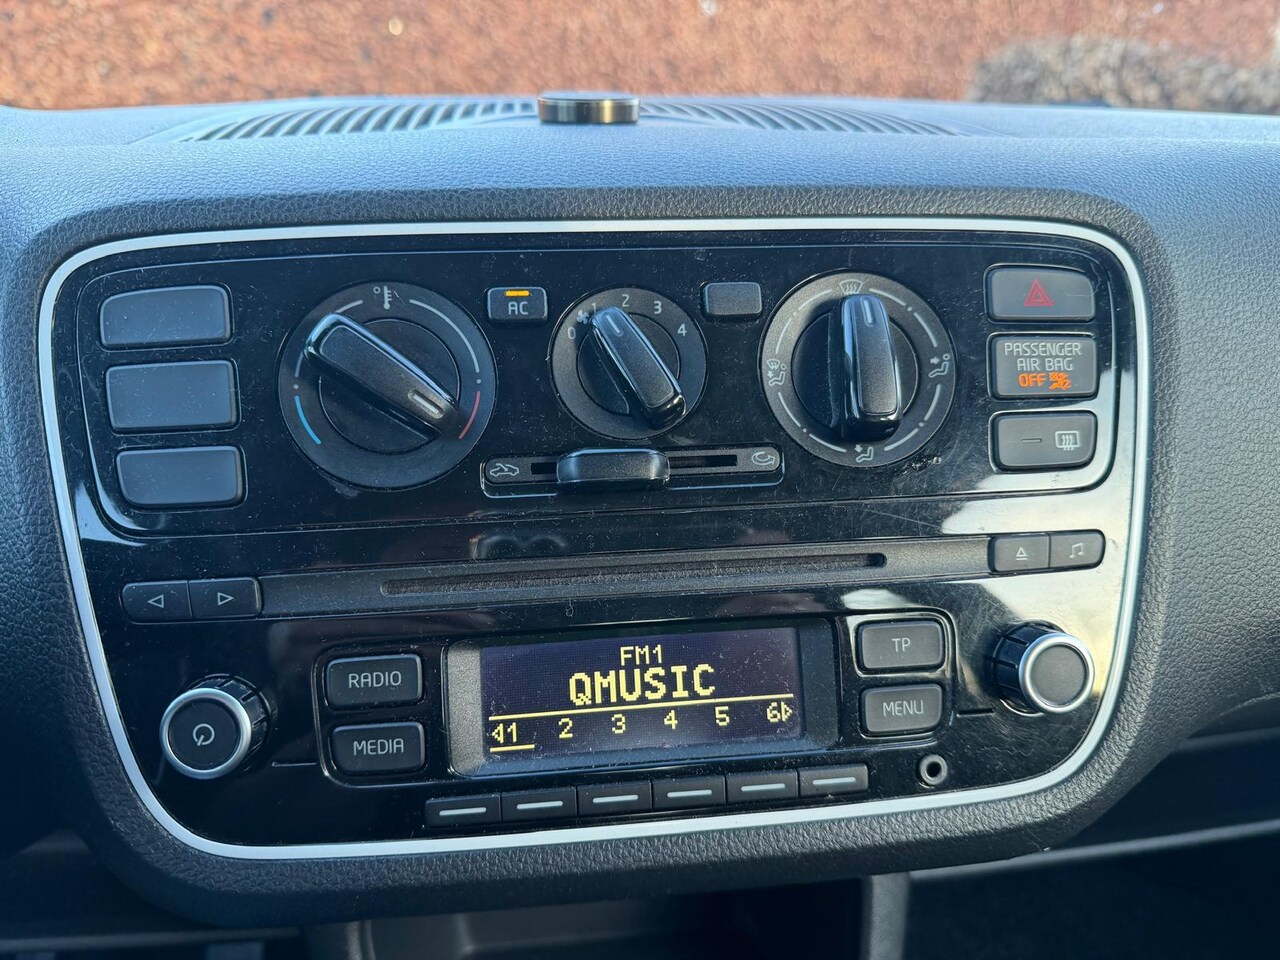 AC
0 1 2 3 4
PASSENGER
AIR BAG
OFF
RADIO
MEDIA
FM1
QMUSIC
1 2 3 4 5 6
TP
MENU